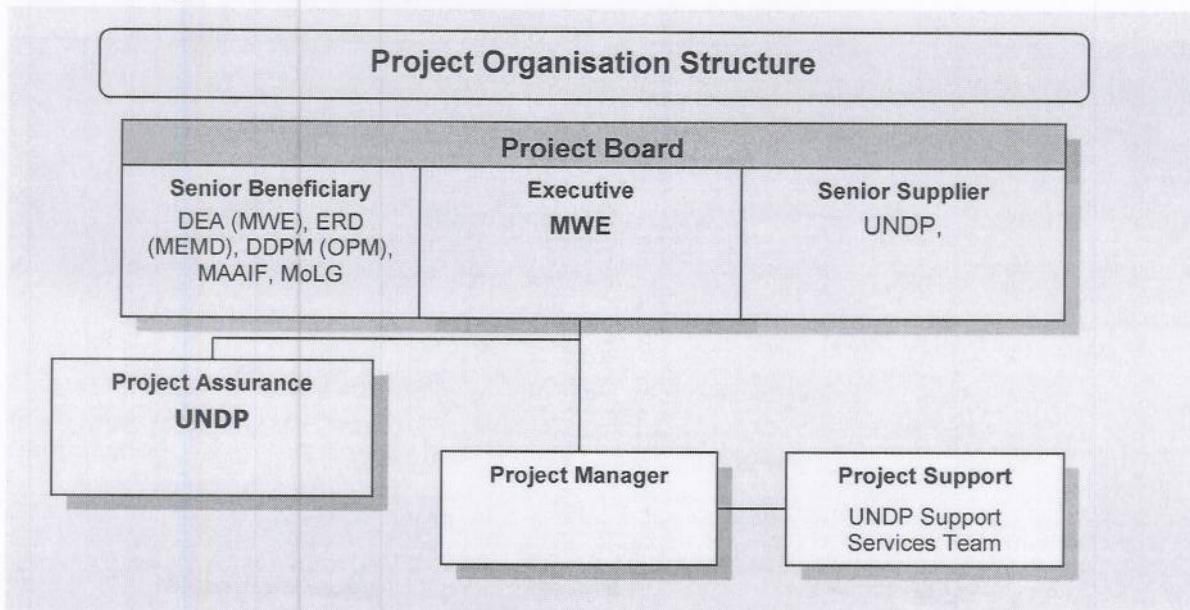 Project Organisation Structure
Project Board
Senior Beneficiary
DEA (MWE), ERD
(MEMD), DDPM (OPM),
MAAIF, MoLG
Executive
MWE
Senior Supplier
UNDP,
Project Assurance
UNDP
Project Manager
Project Support
UNDP Support
Services Team